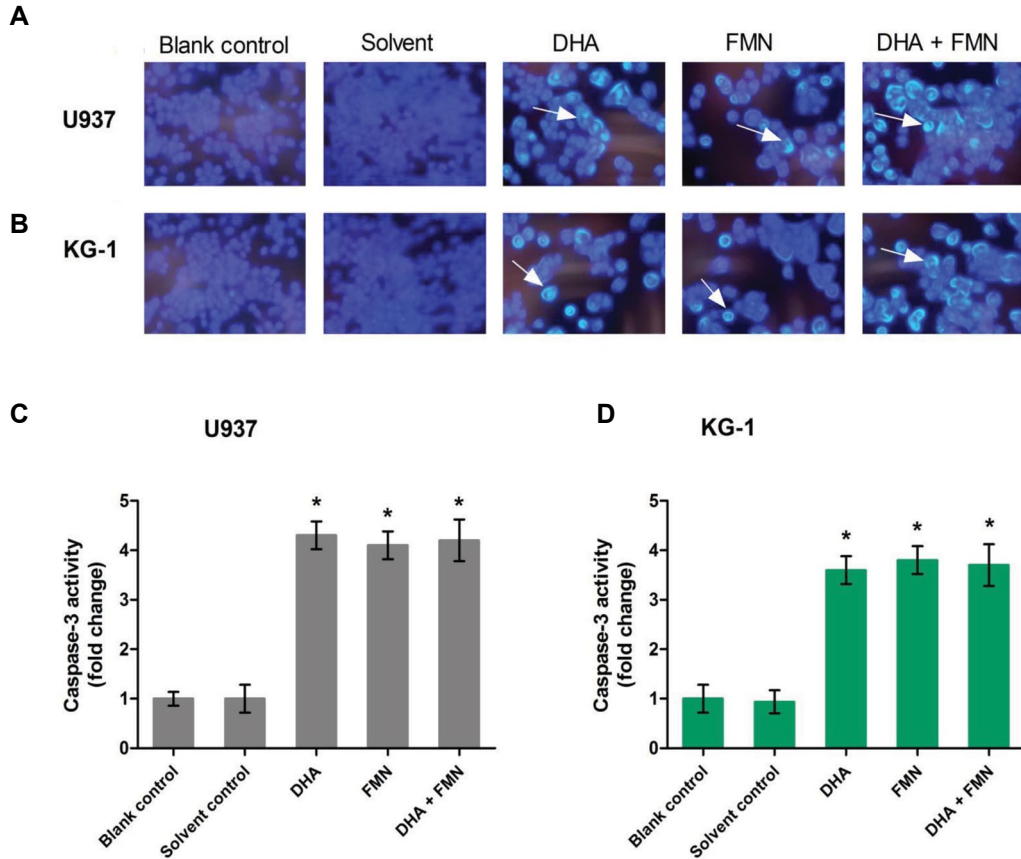 A
Blank control Solvent DHA FMN DHA + FMN
U937
B
KG-1
C
U937
Caspase-3 activity
(fold change)
5
4
3
2
1
0
* * *
Blank control Solvent control DHA FMN DHA + FMN
D
KG-1
Caspase-3 activity
(fold change)
5
4
3
2
1
0
* * *
Blank control Solvent control DHA FMN DHA + FMN